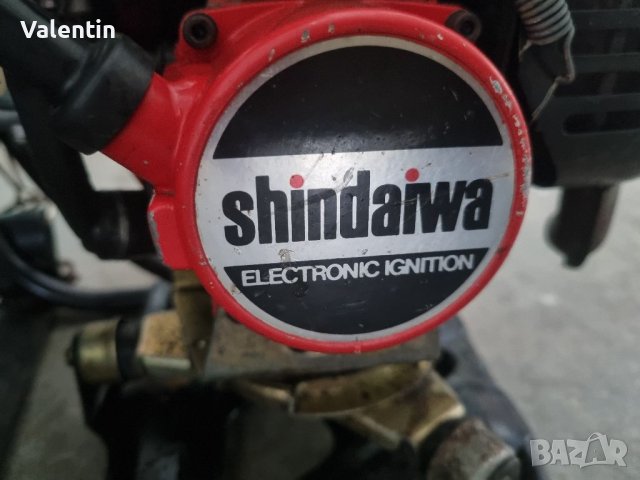 Valentin
shindaiwa
ELECTRONIC IGNITION
BAZAR